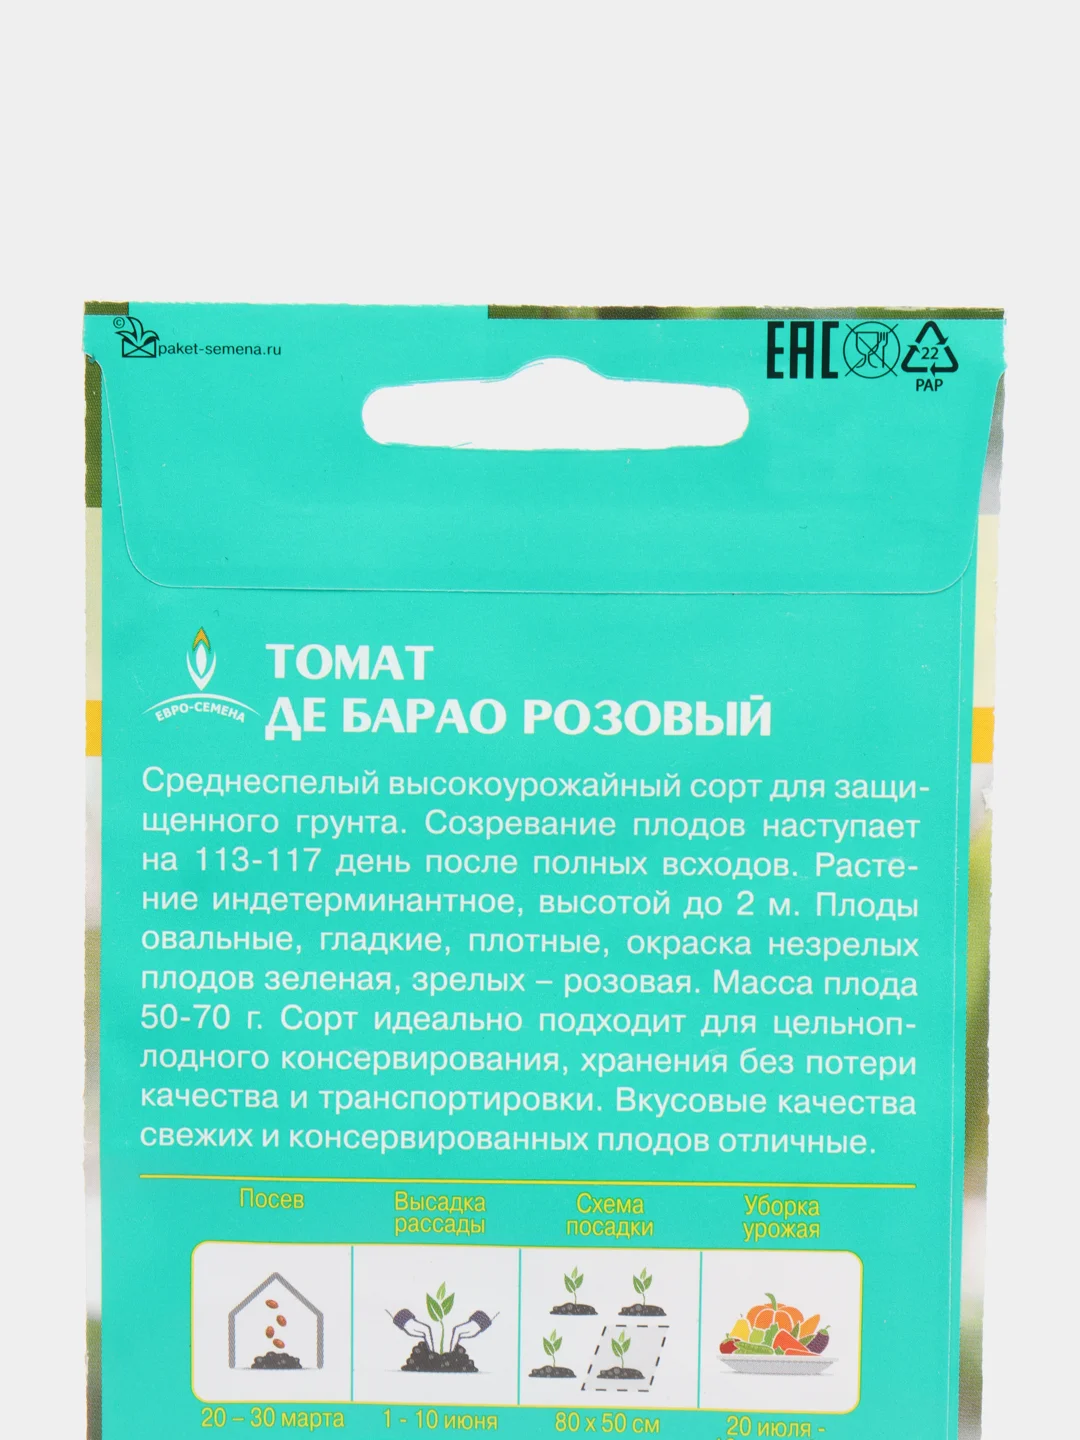 ©
paket-semena.ru
EAC
22
PAP
ЕВРО-СЕМЕНА
ТОМАТ
ДЕ БАРАО РОЗОВЫЙ
Среднеспелый высокоурожайный сорт для защи-
щенного грунта. Созревание плодов наступает
на 113-117 день после полных всходов. Расте-
ние индетерминантное, высотой до 2 м. Плоды
овальные, гладкие, плотные, окраска незрелых
плодов зеленая, зрелых – розовая. Масса плода
50-70 г. Сорт идеально подходит для цельноп-
лодного консервирования, хранения без потери
качества и транспортировки. Вкусовые качества
свежих и консервированных плодов отличные.
Посев
Высадка
рассады
Схема
посадки
Уборка
урожая
20 – 30 марта
1 - 10 июня
80 х 50 см
20 июля -